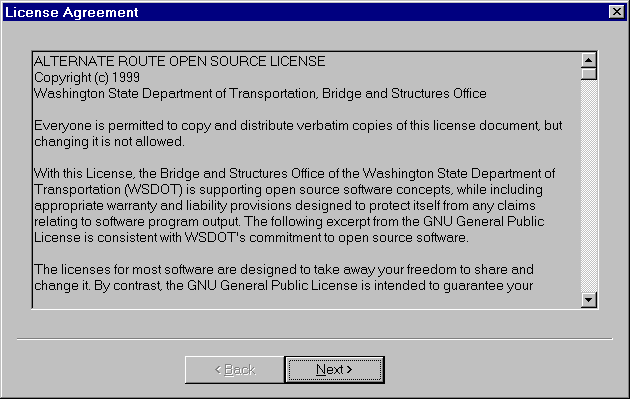 License Agreement
ALTERNATE ROUTE OPEN SOURCE LICENSE
Copyright (c) 1999
Washington State Department of Transportation, Bridge and Structures Office
Everyone is permitted to copy and distribute verbatim copies of this license document, but
changing it is not allowed.
With this License, the Bridge and Structures Office of the Washington State Department of
Transportation (WSDOT) is supporting open source software concepts, while including
appropriate warranty and liability provisions designed to protect itself from any claims
relating to software program output. The following excerpt from the GNU General Public
License is consistent with WSDOT's commitment to open source software.
The licenses for most software are designed to take away your freedom to share and
change it. By contrast, the GNU General Public License is intended to guarantee your
< Back
Next >